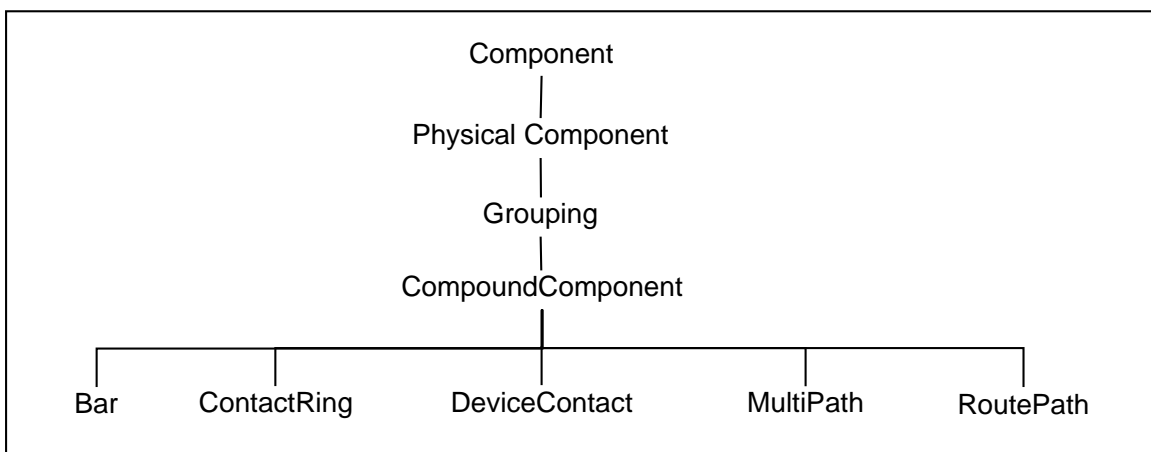 Component
Physical Component
Grouping
CompoundComponent
Bar ContactRing DeviceContact MultiPath RoutePath